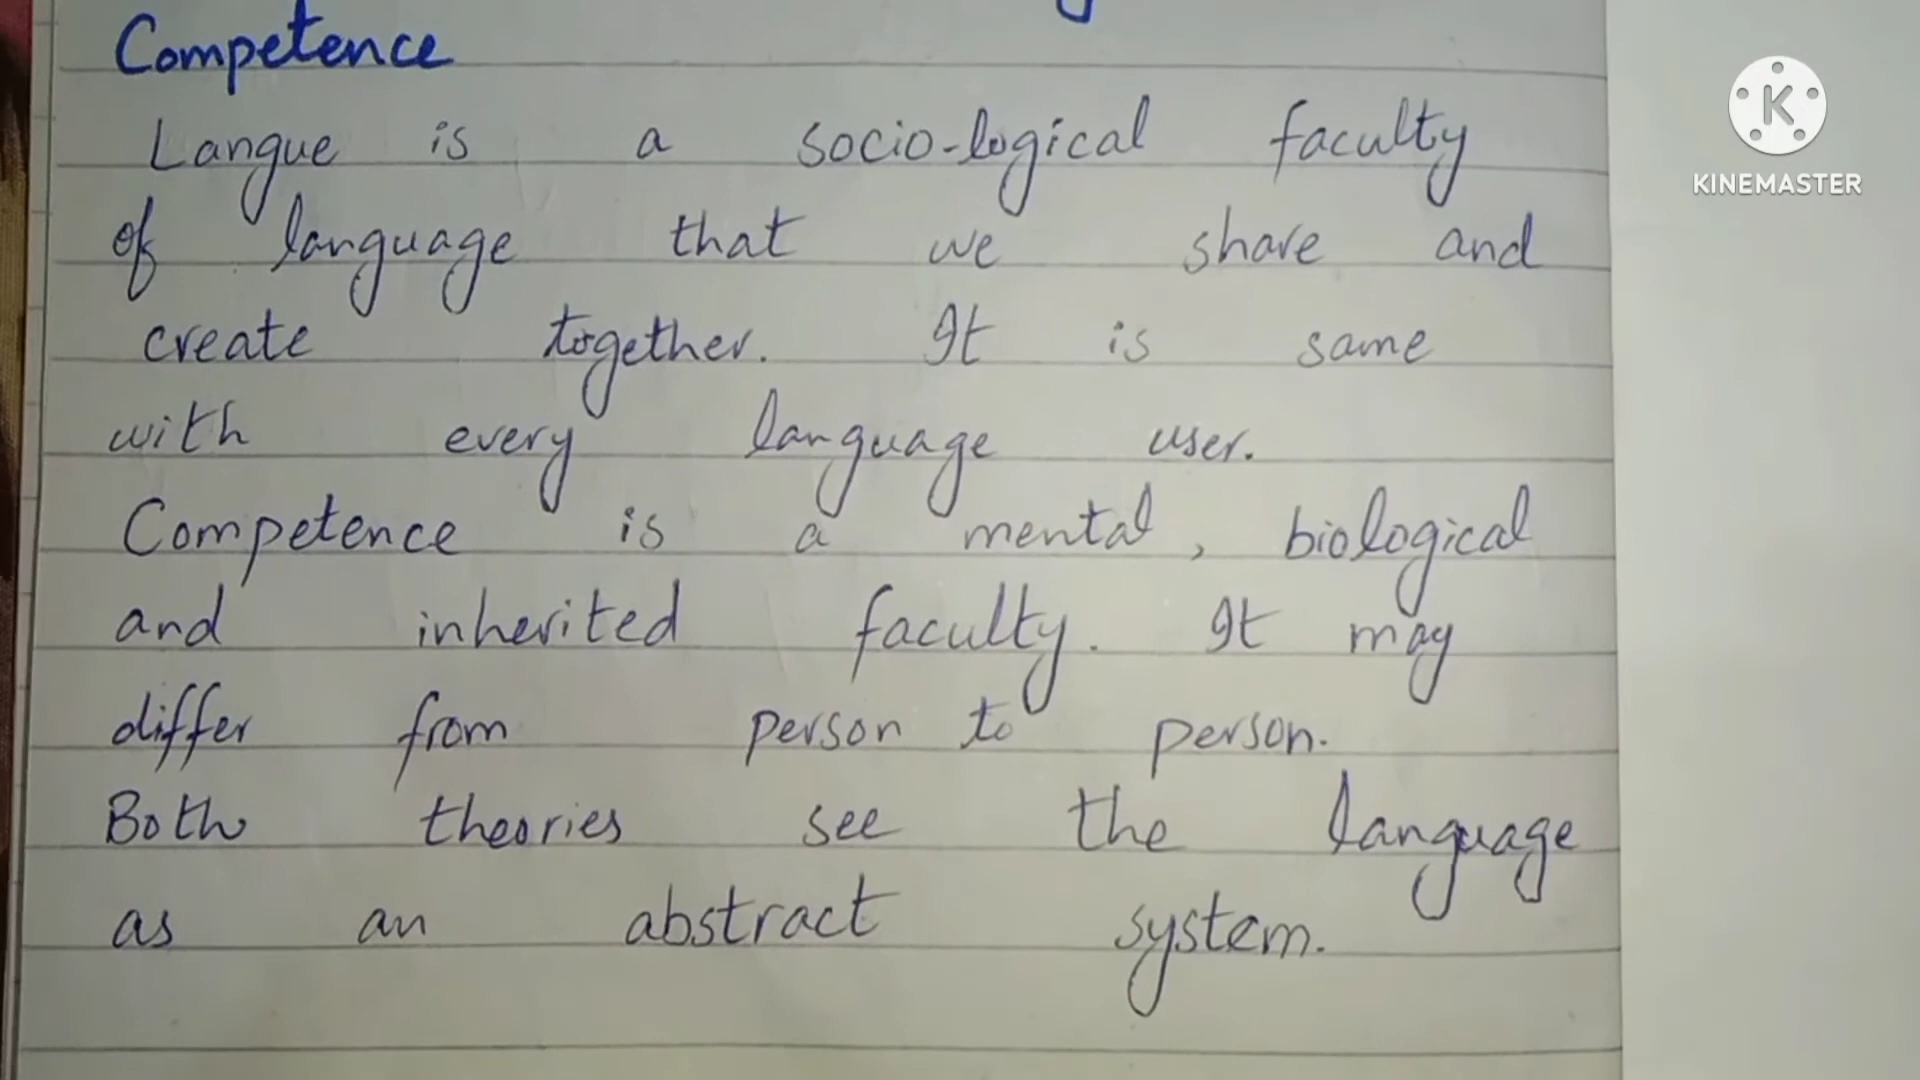 Competence
Langue is a socio-logical faculty
of language that we share and
create together. It is same
with every language user.
Competence is a mental, biological
and inherited faculty. It may
differ from person to person.
Both theories see the language
as an abstract system.
KINEMASTER